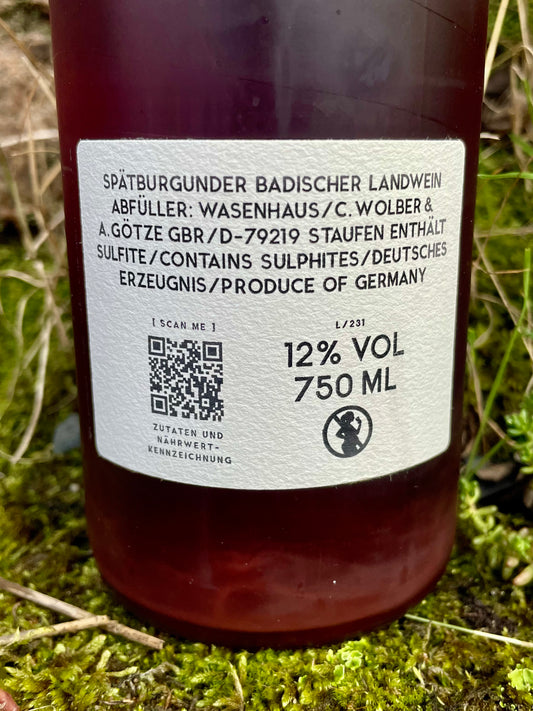 SPÄTBURGUNDER BADISCHER LANDWEIN
ABFÜLLER: WASENHAUS/C. WOLBER &
A. GÖTZE GBR/D-79219 STAUFEN ENTHÄLT
SULFITE/CONTAINS SULPHITES/DEUTSCHES
ERZEUGNIS/PRODUCE OF GERMANY
[ SCAN ME ]
ZUTATEN UND
NÄHRWERT-
KENNZEICHNUNG
L/231
12% VOL
750 ML